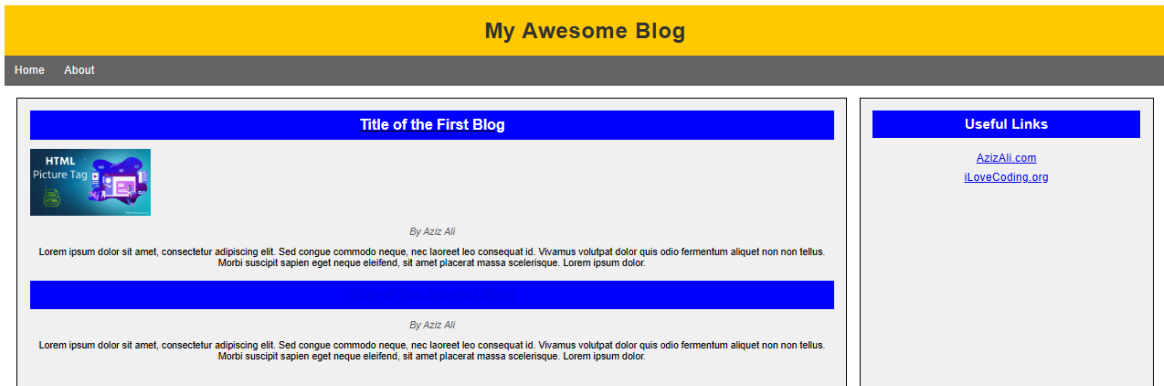 My Awesome Blog
Home About
Title of the First Blog
HTML
Picture Tag
By Aziz Ali
Lorem ipsum dolor sit amet, consectetur adipiscing elit. Sed congue commodo neque, nec laoreet leo consequat id. Vivamus volutpat dolor quis odio fermentum aliquet non non tellus.
Morbi suscipit sapien eget neque eleifend, sit amet placerat massa scelerisque. Lorem ipsum dolor.
By Aziz Ali
Lorem ipsum dolor sit amet, consectetur adipiscing elit. Sed congue commodo neque, nec laoreet leo consequat id. Vivamus volutpat dolor quis odio fermentum aliquet non non tellus.
Morbi suscipit sapien eget neque eleifend, sit amet placerat massa scelerisque. Lorem ipsum dolor.
Useful Links
AzizAli.com
iLoveCoding.org